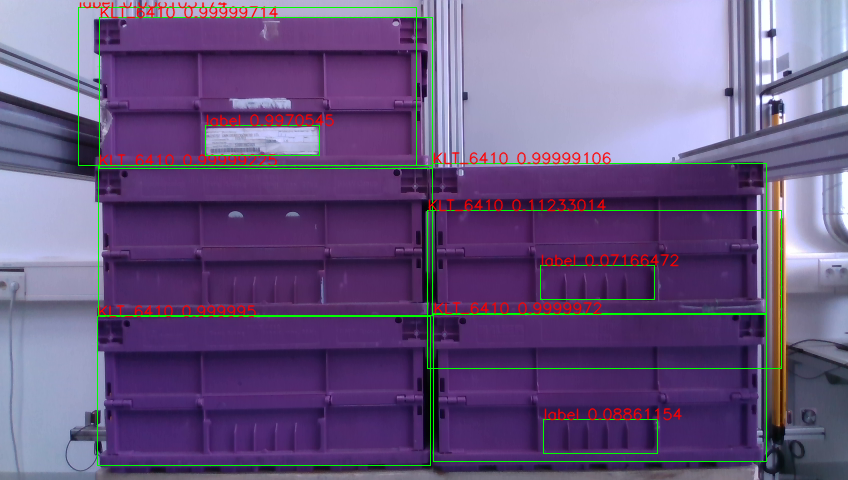 KLT_6410 0.99999714
label 0.9970545
KLT_6410 0.99999225
KLT_6410 0.99999106
KLT_6410 0.11233014
label 0.07166472
KLT_6410 0.999995
KLT_6410 0.9999972
label 0.08861154